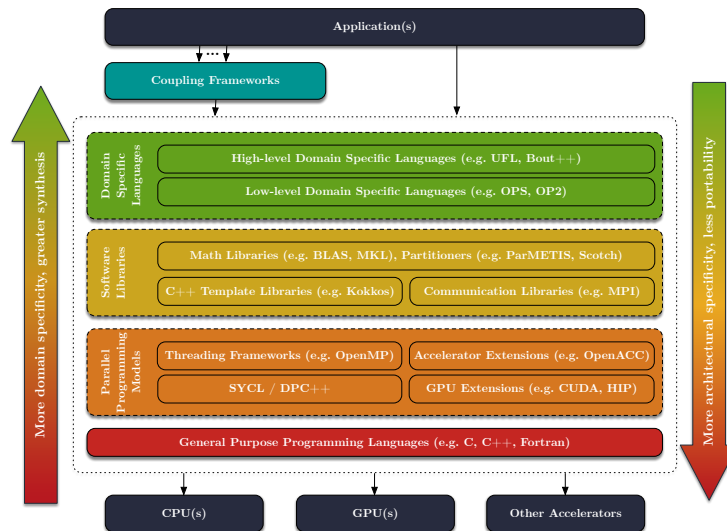 Application(s)
...
Coupling Frameworks
More domain specificity, greater synthesis
Domain
Specific
Languages
High-level Domain Specific Languages (e.g. UFL, Bout++)
Low-level Domain Specific Languages (e.g. OPS, OP2)
Software
Libraries
Math Libraries (e.g. BLAS, MKL), Partitioners (e.g. ParMETIS, Scotch)
C++ Template Libraries (e.g. Kokkos)
Communication Libraries (e.g. MPI)
Parallel
Programming
Models
Threading Frameworks (e.g. OpenMP)
Accelerator Extensions (e.g. OpenACC)
SYCL / DPC++
GPU Extensions (e.g. CUDA, HIP)
General Purpose Programming Languages (e.g. C, C++, Fortran)
More architectural specificity, less portability
CPU(s)
GPU(s)
Other Accelerators